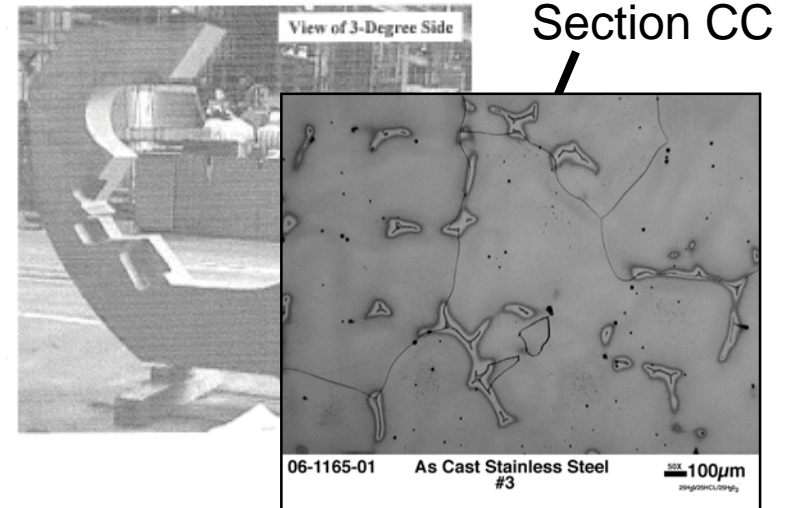 Section CC
View of 3-Degree Side
06-1165-01 As Cast Stainless Steel 50X 100µm
#3